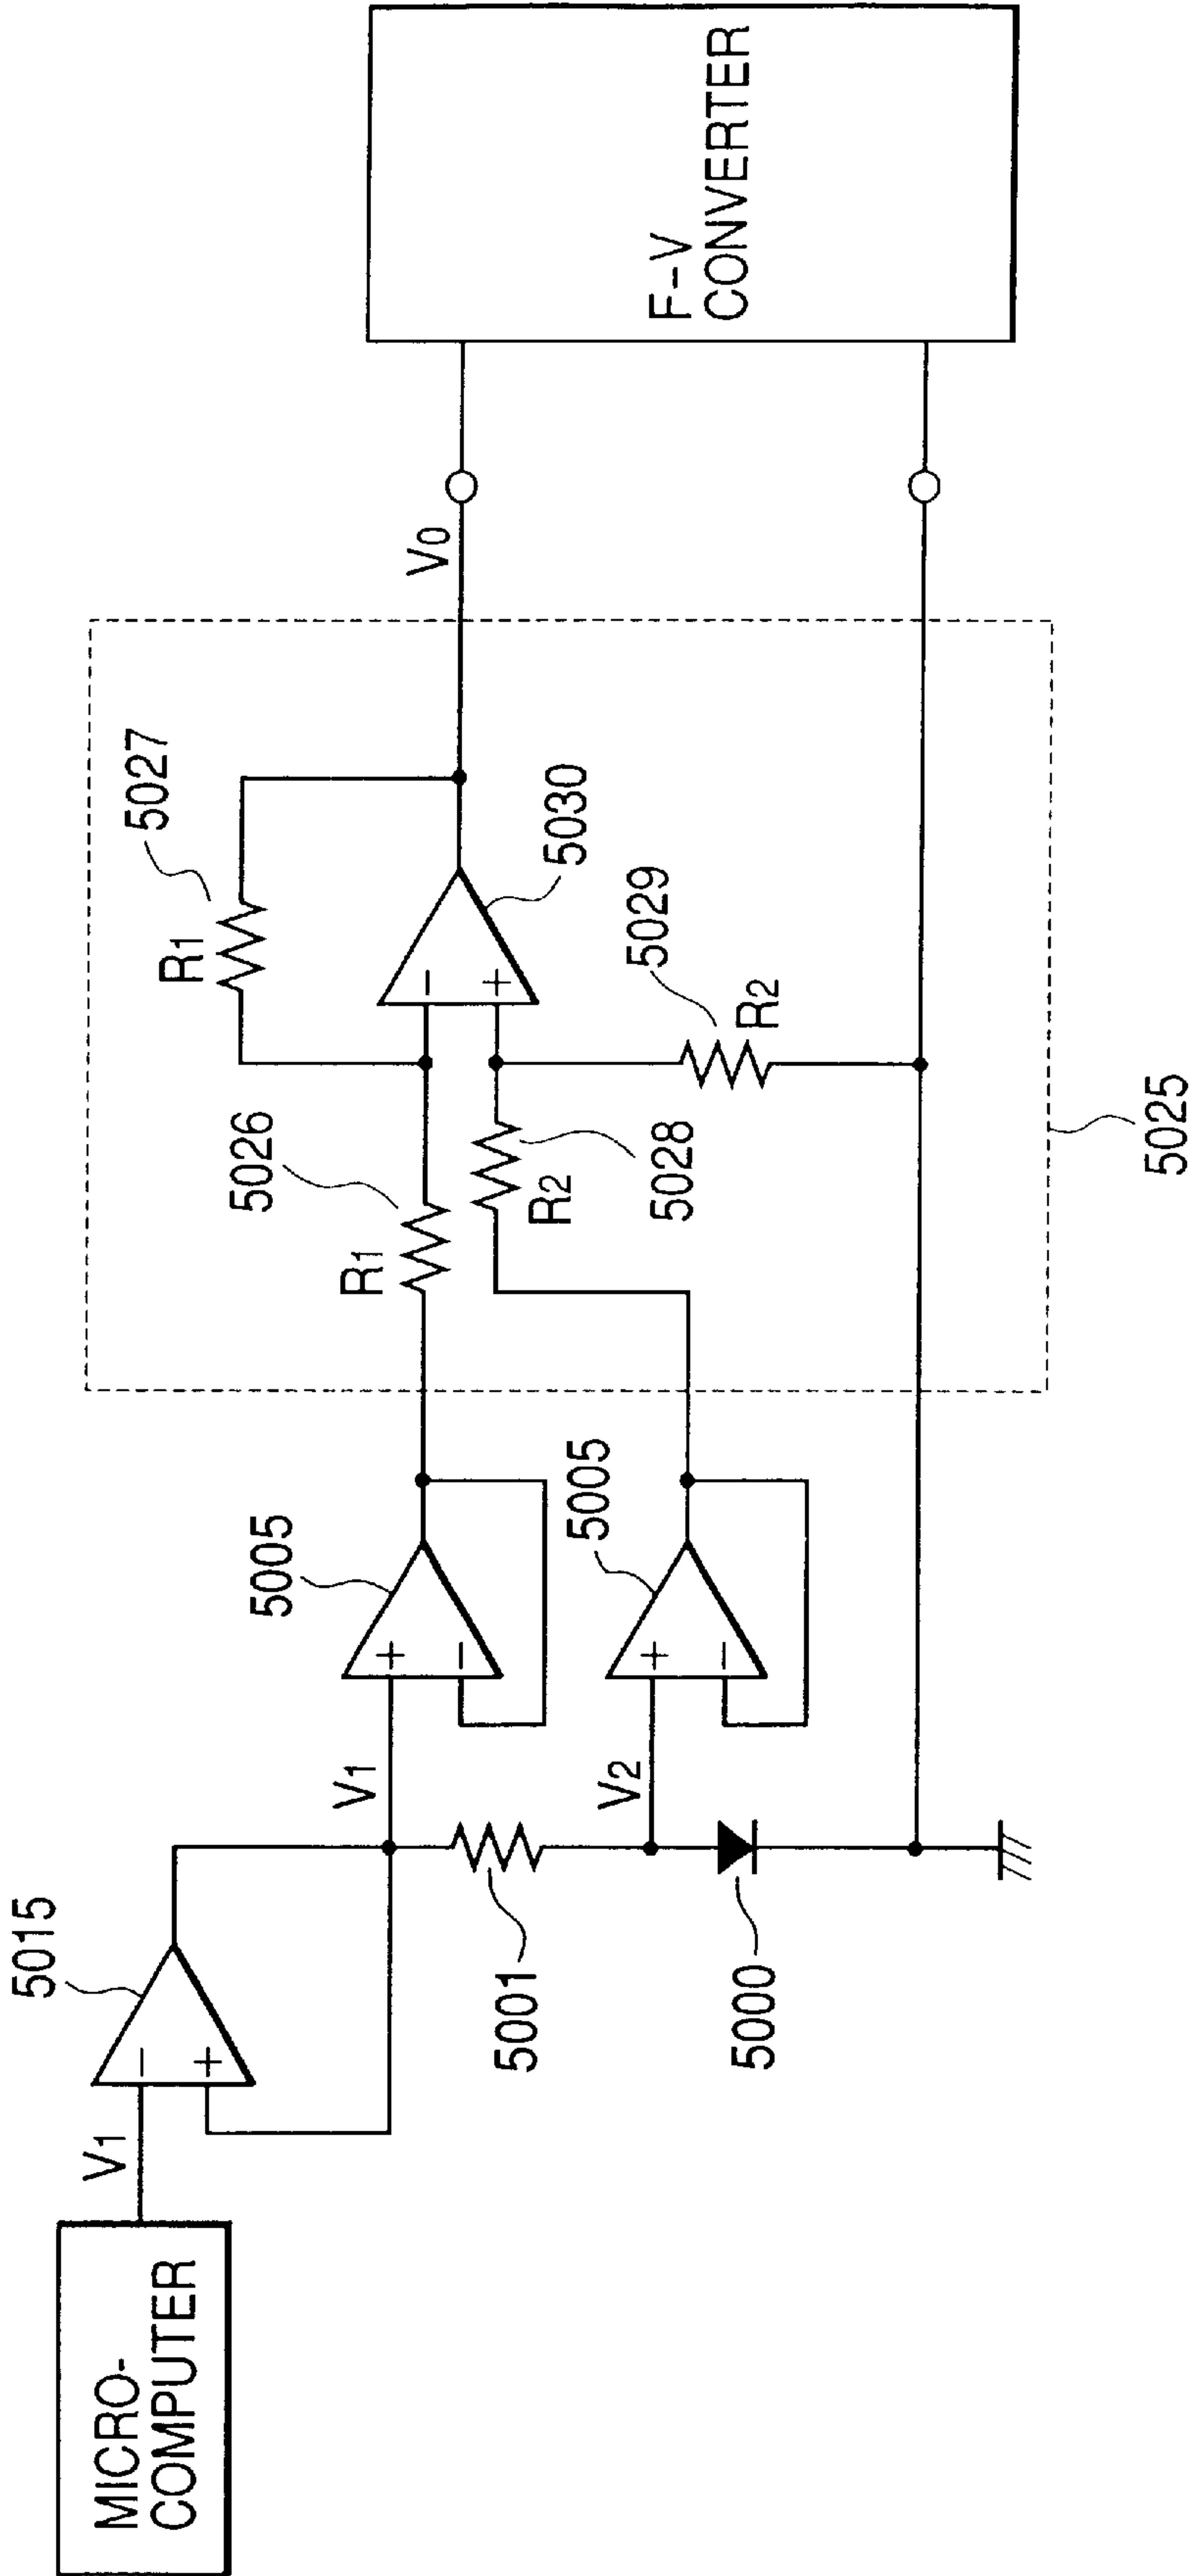 MICRO-
COMPUTER
V1
5015
V1
5005
5001
V2
5005
5000
R1
5026
R1
5027
R2
5028
5029
R2
-
+
5030
+
-
+
-
-
+
5025
V0
F-V
CONVERTER